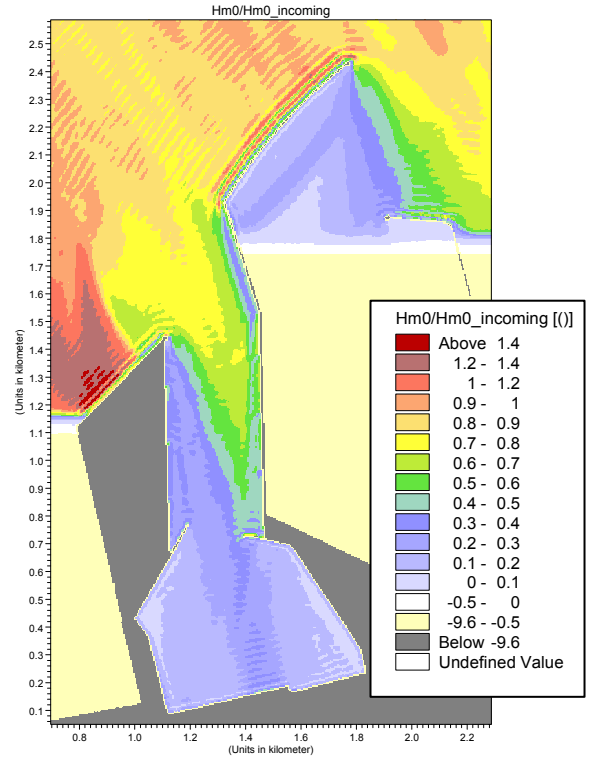 Hm0/Hm0_incoming
2.5
2.4
2.3
2.2
2.1
2.0
1.9
1.8
1.7
1.6
1.5
1.4
1.3
1.2
1.1
1.0
0.9
0.8
0.7
0.6
0.5
0.4
0.3
0.2
0.1
(Units in kilometer)
0.8 1.0 1.2 1.4 1.6 1.8 2.0 2.2
(Units in kilometer)
Hm0/Hm0_incoming [()]
Above 1.4
1.2 - 1.4
1 - 1.2
0.9 - 1
0.8 - 0.9
0.7 - 0.8
0.6 - 0.7
0.5 - 0.6
0.4 - 0.5
0.3 - 0.4
0.2 - 0.3
0.1 - 0.2
0 - 0.1
-0.5 - 0
-9.6 - -0.5
Below -9.6
Undefined Value